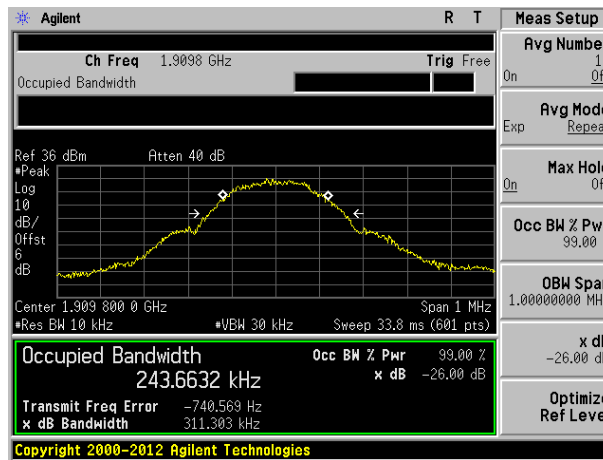 Agilent R T
Meas Setup
Ch Freq 1.9098 GHz Trig Free
Occupied Bandwidth
Ref 36 dBm Atten 40 dB
#Peak
Log
10
dB/
Offst
6
dB
Center 1.909 800 0 GHz Span 1 MHz
#Res BW 10 kHz #VBW 30 kHz Sweep 33.8 ms (601 pts)
Occupied Bandwidth Occ BW % Pwr 99.00 %
243.6632 kHz x dB -26.00 dB
Transmit Freq Error -740.569 Hz
x dB Bandwidth 311.303 kHz
Copyright 2000-2012 Agilent Technologies
Avg Numbe
1
On Of
Avg Mod
Exp Repea
Max Hol
On Of
Occ BW % Pw
99.00
OBW Spa
1.00000000 MH
x d
-26.00 d
Optimiz
Ref Leve